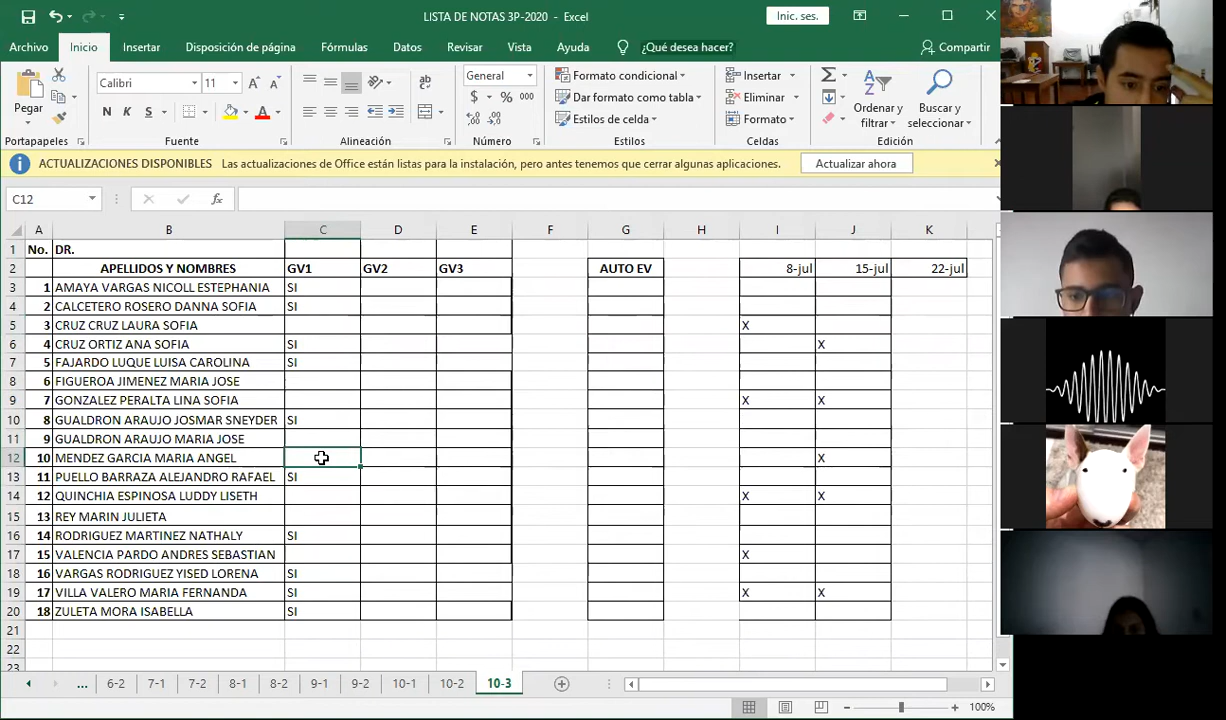 LISTA DE NOTAS 3P-2020 - Excel
Inic. ses.
Archivo Inicio Insertar Disposición de página Fórmulas Datos Revisar Vista Ayuda ¿Qué desea hacer? Compartir
Pegar
Calibri 11
N K S
General
$ % 000
Formato condicional
Dar formato como tabla
Estilos de celda
Insertar
Eliminar
Formato
Ordenar y filtrar
Buscar y seleccionar
Portapapeles Fuente Alineación Número Estilos Celdas Edición
ACTUALIZACIONES DISPONIBLES Las actualizaciones de Office están listas para la instalación, pero antes tenemos que cerrar algunas aplicaciones. Actualizar ahora
C12 fx
A B C D E F G H I J K
1 No. DR.
2 APELLIDOS Y NOMBRES GV1 GV2 GV3 AUTO EV 8-jul 15-jul 22-jul
3 1 AMAYA VARGAS NICOLL ESTEPHANIA SI
4 2 CALCETERO ROSERO DANNA SOFIA SI
5 3 CRUZ CRUZ LAURA SOFIA X
6 4 CRUZ ORTIZ ANA SOFIA SI X
7 5 FAJARDO LUQUE LUISA CAROLINA SI
8 6 FIGUEROA JIMENEZ MARIA JOSE
9 7 GONZALEZ PERALTA LINA SOFIA X X
10 8 GUALDRON ARAUJO JOSMAR SNEYDER SI
11 9 GUALDRON ARAUJO MARIA JOSE
12 10 MENDEZ GARCIA MARIA ANGEL X
13 11 PUELLO BARRAZA ALEJANDRO RAFAEL SI
14 12 QUINCHIA ESPINOSA LUDDY LISETH X X
15 13 REY MARIN JULIETA
16 14 RODRIGUEZ MARTINEZ NATHALY SI
17 15 VALENCIA PARDO ANDRES SEBASTIAN X
18 16 VARGAS RODRIGUEZ YISED LORENA SI
19 17 VILLA VALERO MARIA FERNANDA SI X X
20 18 ZULETA MORA ISABELLA SI
21
22
23
... 6-2 7-1 7-2 8-1 8-2 9-1 9-2 10-1 10-2 10-3
100%